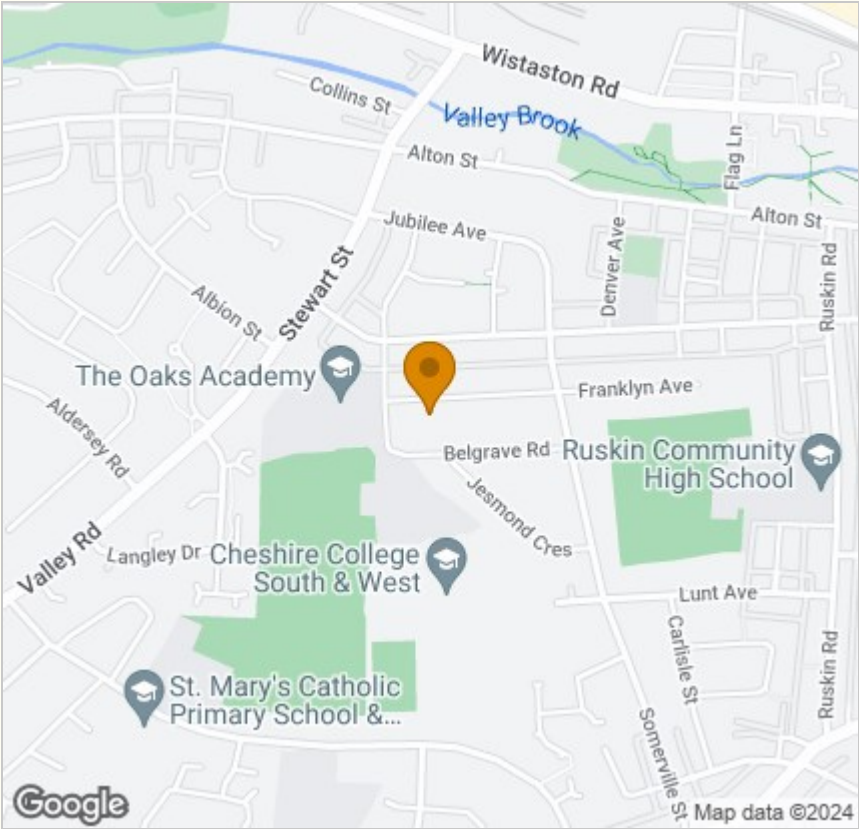 Wistaston Rd
Collins St
Valley Brook
Alton St
Flag Ln
Alton St
Jubilee Ave
Denver Ave
Ruskin Rd
Stewart St
Albion St
The Oaks Academy
Franklyn Ave
Aldersey Rd
Belgrave Rd
Ruskin Community
High School
Jesmond Cres
Valley Rd
Langley Dr
Cheshire College
South & West
Lunt Ave
Carlisle St
St. Mary's Catholic
Primary School &...
Ruskin Rd
Somerville St
Google
Map data ©2024